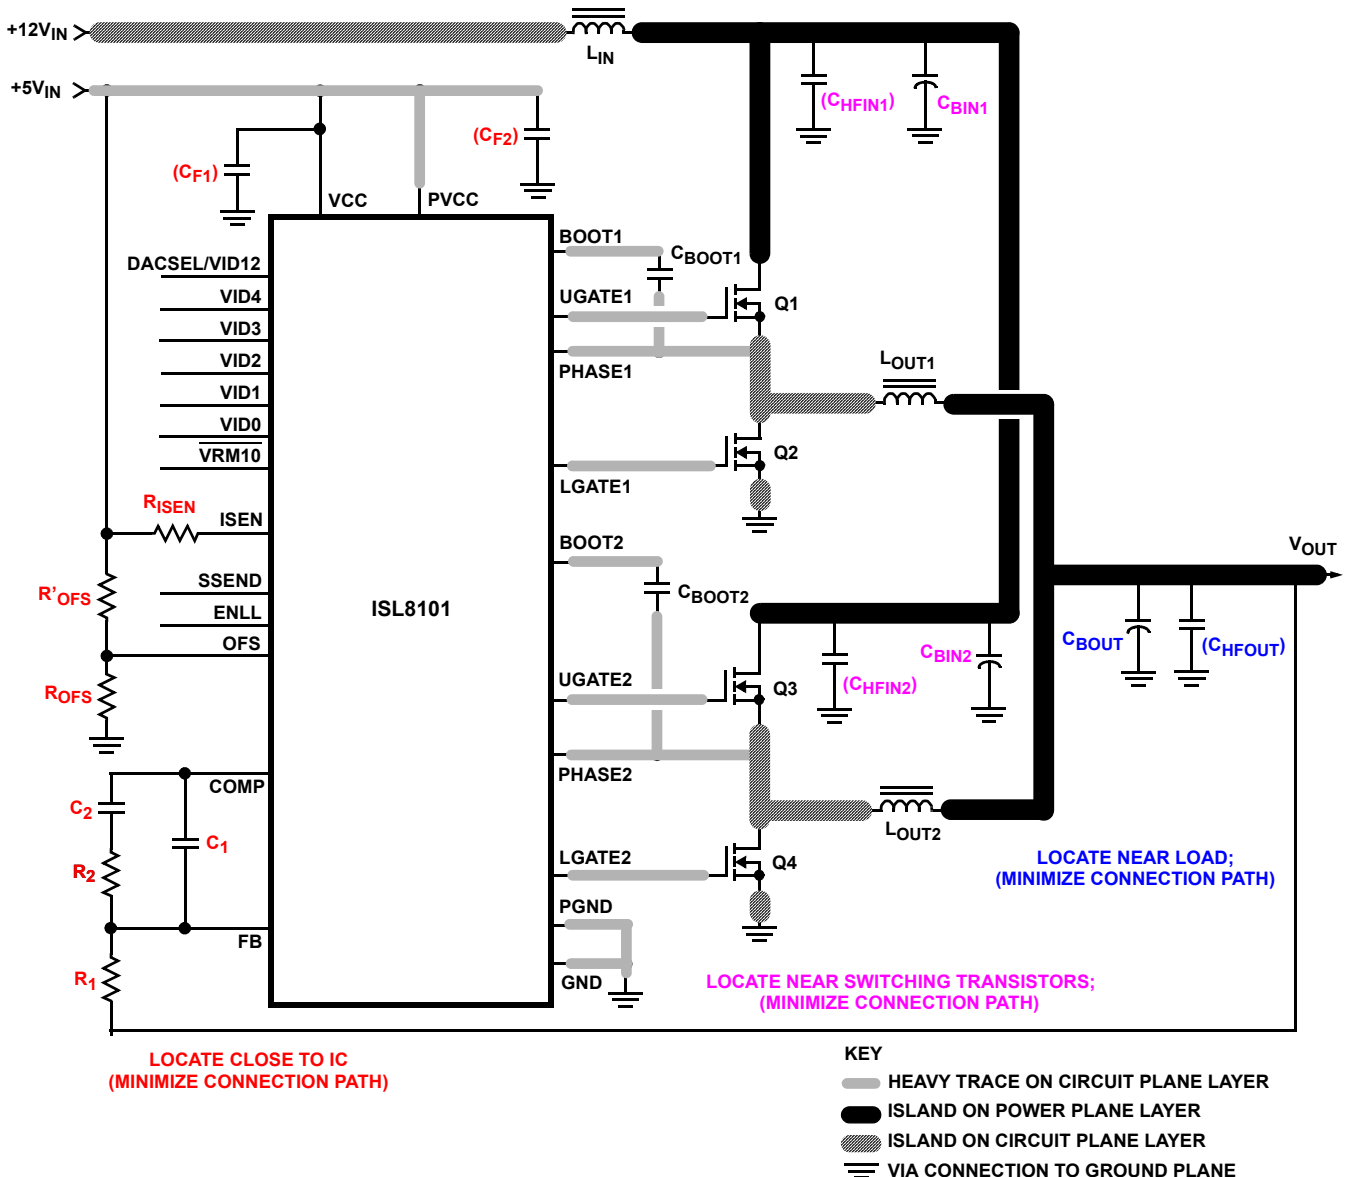 +12VIN
LIN
+5VIN
(CHFIN1)
CBIN1
(CF2)
(CF1)
VCC
PVCC
BOOT1
CBOOT1
DACSEL/VID12
VID4
UGATE1
Q1
VID3
VID2
PHASE1
LOUT1
VID1
VID0
VRM10
Q2
LGATE1
RISEN
ISEN
BOOT2
VOUT
SSEND
R'OFS
CBOOT2
ISL8101
ENLL
OFS
CBOUT
(CHFOUT)
CBIN2
(CHFIN2)
ROFS
UGATE2
Q3
PHASE2
COMP
C2
C1
LOUT2
R2
LGATE2
Q4
LOCATE NEAR LOAD;
(MINIMIZE CONNECTION PATH)
PGND
FB
R1
GND
LOCATE NEAR SWITCHING TRANSISTORS;
(MINIMIZE CONNECTION PATH)
LOCATE CLOSE TO IC
(MINIMIZE CONNECTION PATH)
KEY
HEAVY TRACE ON CIRCUIT PLANE LAYER
ISLAND ON POWER PLANE LAYER
ISLAND ON CIRCUIT PLANE LAYER
VIA CONNECTION TO GROUND PLANE